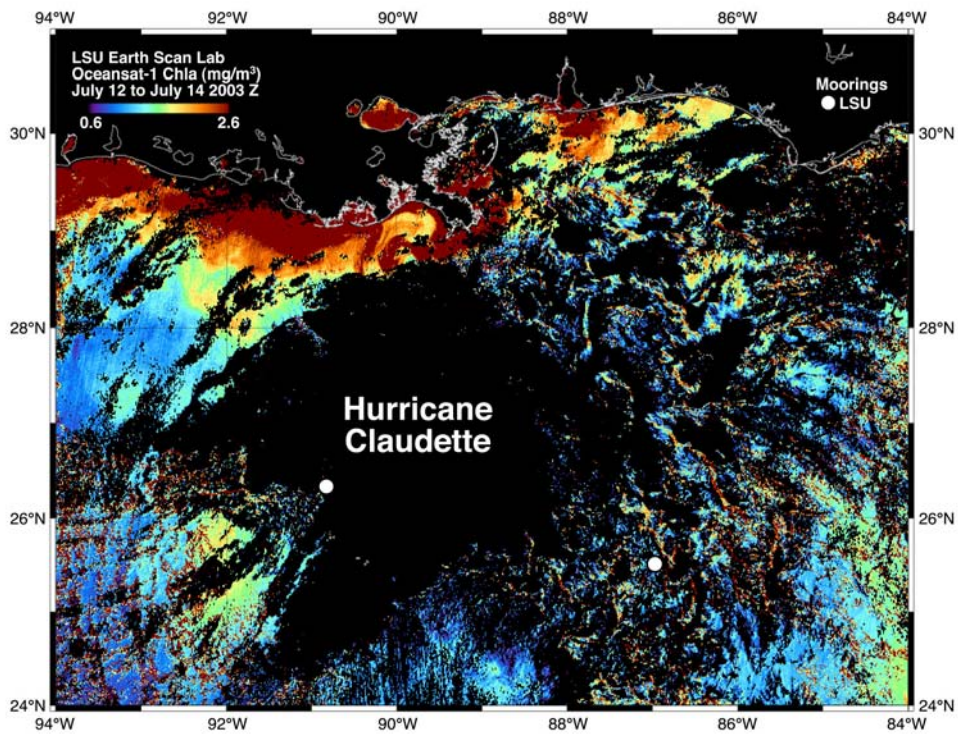 94°W 92°W 90°W 88°W 86°W 84°W
LSU Earth Scan Lab
Oceansat-1 Chla (mg/m³)
July 12 to July 14 2003 Z
0.6 2.6
Moorings
LSU
30°N 30°N
28°N 28°N
Hurricane
Claudette
26°N 26°N
24°N 24°N
94°W 92°W 90°W 88°W 86°W 84°W